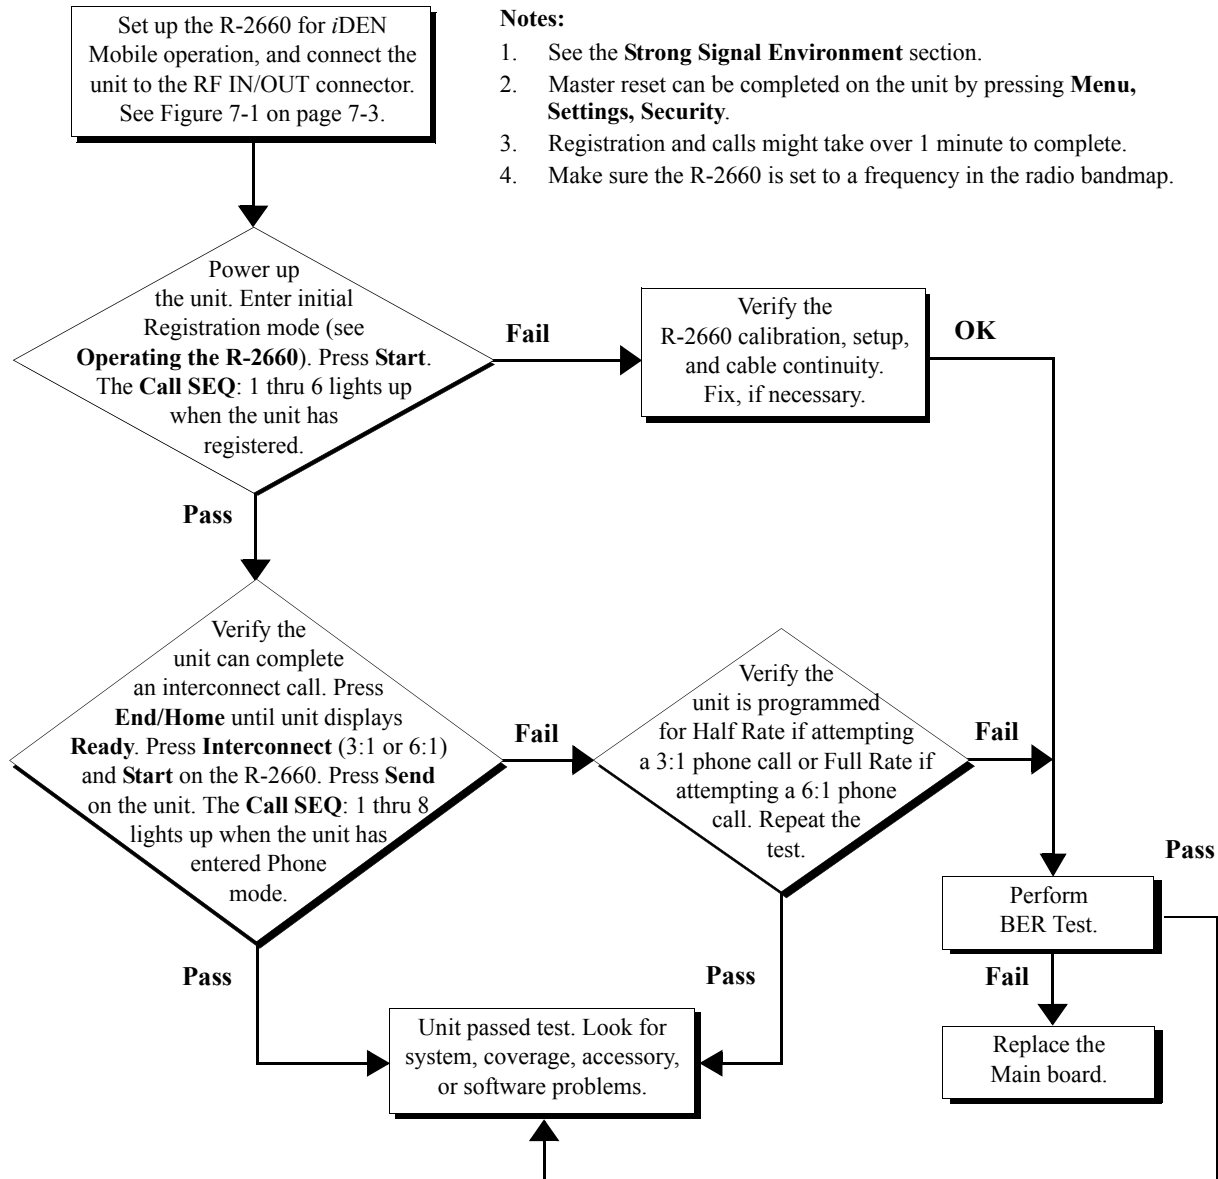 Set up the R-2660 for iDEN
Mobile operation, and connect the
unit to the RF IN/OUT connector.
See Figure 7-1 on page 7-3.
Notes:
1. See the Strong Signal Environment section.
2. Master reset can be completed on the unit by pressing Menu,
Settings, Security.
3. Registration and calls might take over 1 minute to complete.
4. Make sure the R-2660 is set to a frequency in the radio bandmap.
Power up
the unit. Enter initial
Registration mode (see
Operating the R-2660). Press Start.
The Call SEQ: 1 thru 6 lights up
when the unit has
registered.
Fail
Verify the
R-2660 calibration, setup,
and cable continuity.
Fix, if necessary.
OK
Pass
Verify the
unit can complete
an interconnect call. Press
End/Home until unit displays
Ready. Press Interconnect (3:1 or 6:1)
and Start on the R-2660. Press Send
on the unit. The Call SEQ: 1 thru 8
lights up when the unit has
entered Phone
mode.
Fail
Verify the
unit is programmed
for Half Rate if attempting
a 3:1 phone call or Full Rate if
attempting a 6:1 phone
call. Repeat the
test.
Fail
Perform
BER Test.
Pass
Pass
Pass
Fail
Unit passed test. Look for
system, coverage, accessory,
or software problems.
Replace the
Main board.